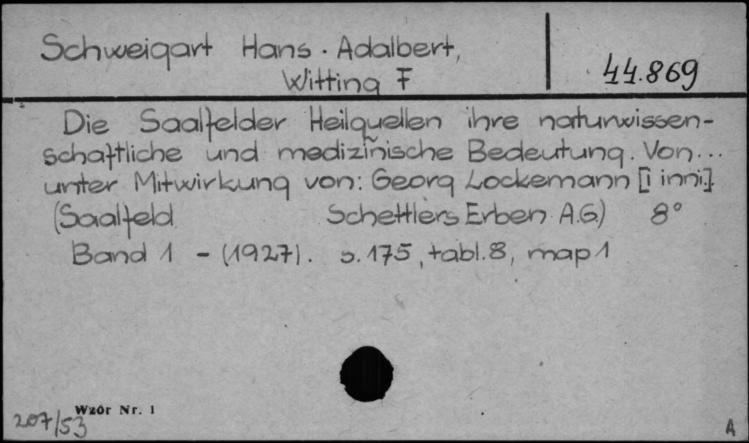 Schweigart Hans. Adalbert,
Witting F
44.869
Die Saalfelder Heilquellen ihre naturwissen-
schaftliche und medizinische Bedeutung. Von...
unter Mitwirkung von: Georg Lockemann [i inni].
(Saalfeld Schettlers Erben A.G.) 8°
Band 1 - (1927). s. 175, tabl. 8, map 1
Wzór Nr. 1
207/53
A